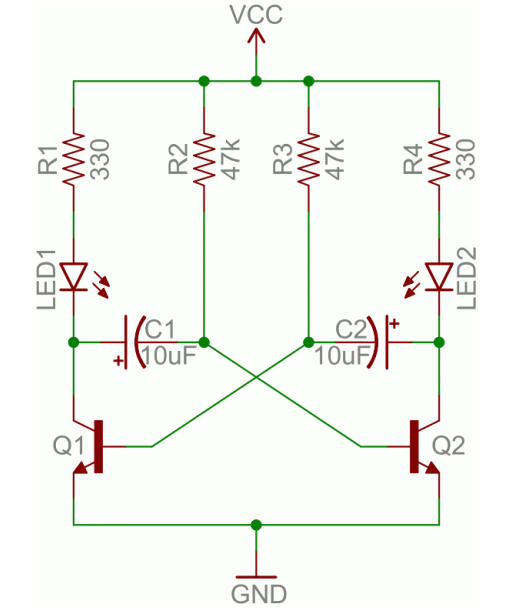 VCC
R1
330
R2
47k
R3
47k
R4
330
LED1
LED2
C1
10uF
+
C2
10uF
+
Q1
Q2
GND